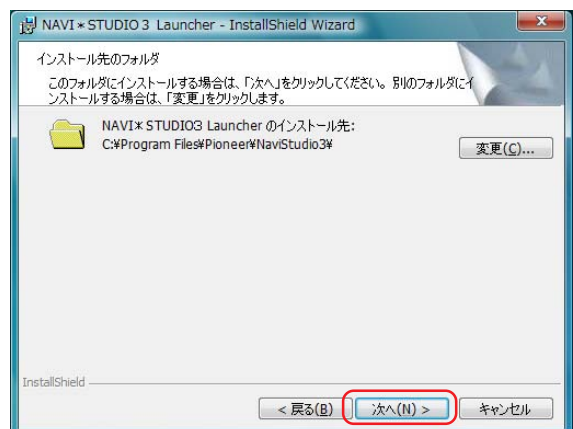 NAVI*STUDIO3 Launcher - InstallShield Wizard
インストール先のフォルダ
このフォルダにインストールする場合は、「次へ」をクリックしてください。別のフォルダにイ
ンストールする場合は、「変更」をクリックします。
NAVI*STUDIO3 Launcher のインストール先:
C:¥Program Files¥Pioneer¥NaviStudio3¥
変更(C)...
InstallShield
< 戻る(B)
次へ(N) >
キャンセル